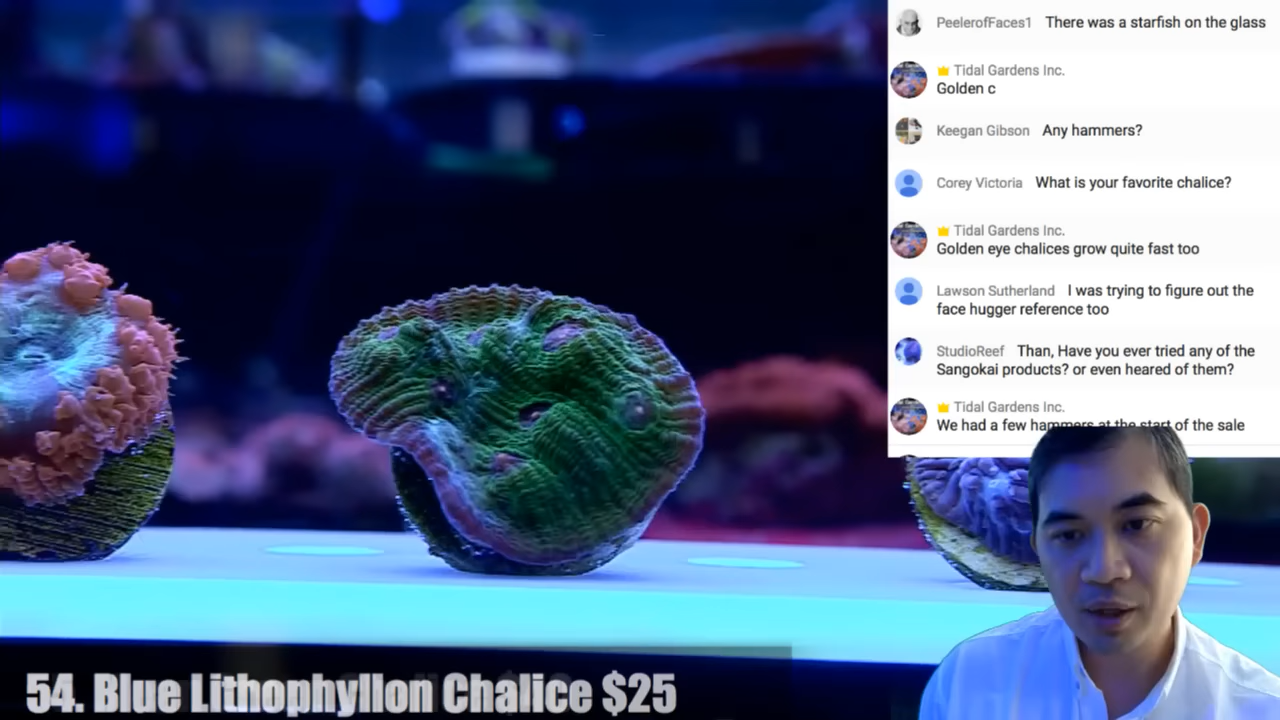 PeelerofFaces1 There was a starfish on the glass
Tidal Gardens Inc.
Golden c
Keegan Gibson Any hammers?
Corey Victoria What is your favorite chalice?
Tidal Gardens Inc.
Golden eye chalices grow quite fast too
Lawson Sutherland I was trying to figure out the
face hugger reference too
StudioReef Than, Have you ever tried any of the
Sangokai products? or even heared of them?
Tidal Gardens Inc.
We had a few hammers at the start of the sale
54. Blue Lithophyllon Chalice $25